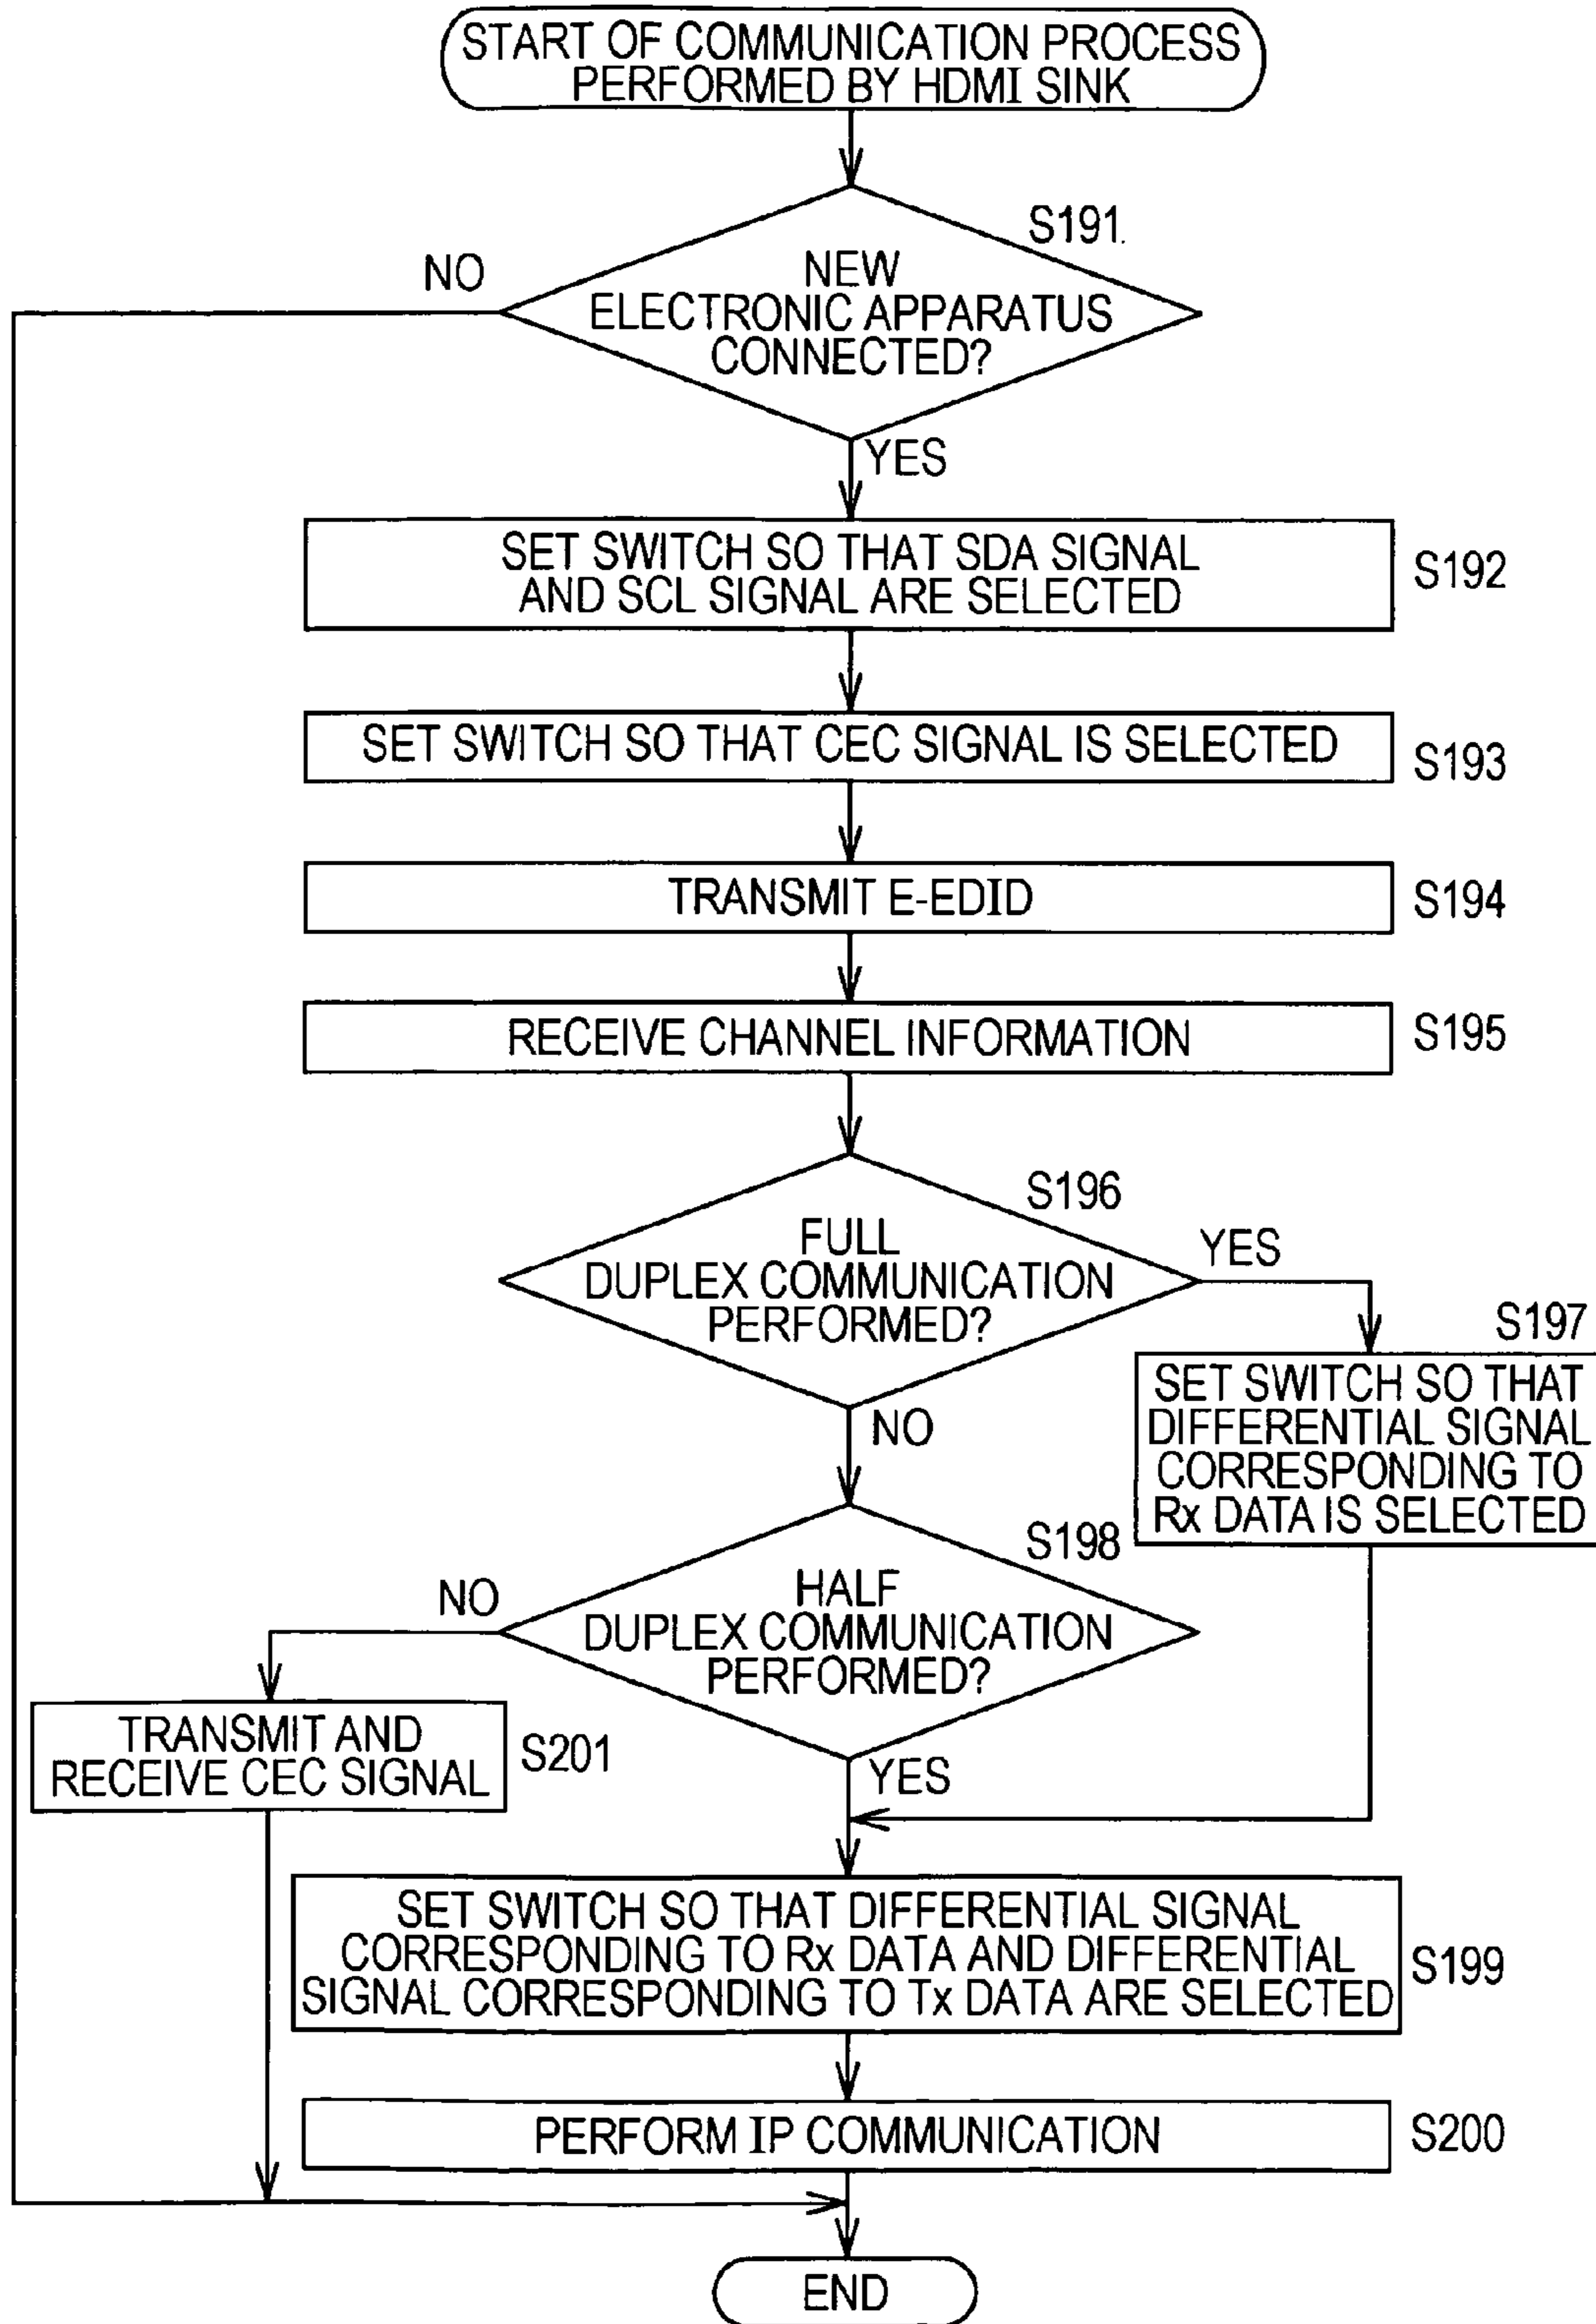 START OF COMMUNICATION PROCESS
PERFORMED BY HDMI SINK
S191
NO
NEW
ELECTRONIC APPARATUS
CONNECTED?
YES
SET SWITCH SO THAT SDA SIGNAL
AND SCL SIGNAL ARE SELECTED
S192
SET SWITCH SO THAT CEC SIGNAL IS SELECTED
S193
TRANSMIT E-EDID
S194
RECEIVE CHANNEL INFORMATION
S195
S196
FULL
DUPLEX COMMUNICATION
PERFORMED?
YES
NO
S197
SET SWITCH SO THAT
DIFFERENTIAL SIGNAL
CORRESPONDING TO
Rx DATA IS SELECTED
S198
NO
HALF
DUPLEX COMMUNICATION
PERFORMED?
YES
TRANSMIT AND
RECEIVE CEC SIGNAL
S201
SET SWITCH SO THAT DIFFERENTIAL SIGNAL
CORRESPONDING TO Rx DATA AND DIFFERENTIAL
SIGNAL CORRESPONDING TO Tx DATA ARE SELECTED
S199
PERFORM IP COMMUNICATION
S200
END